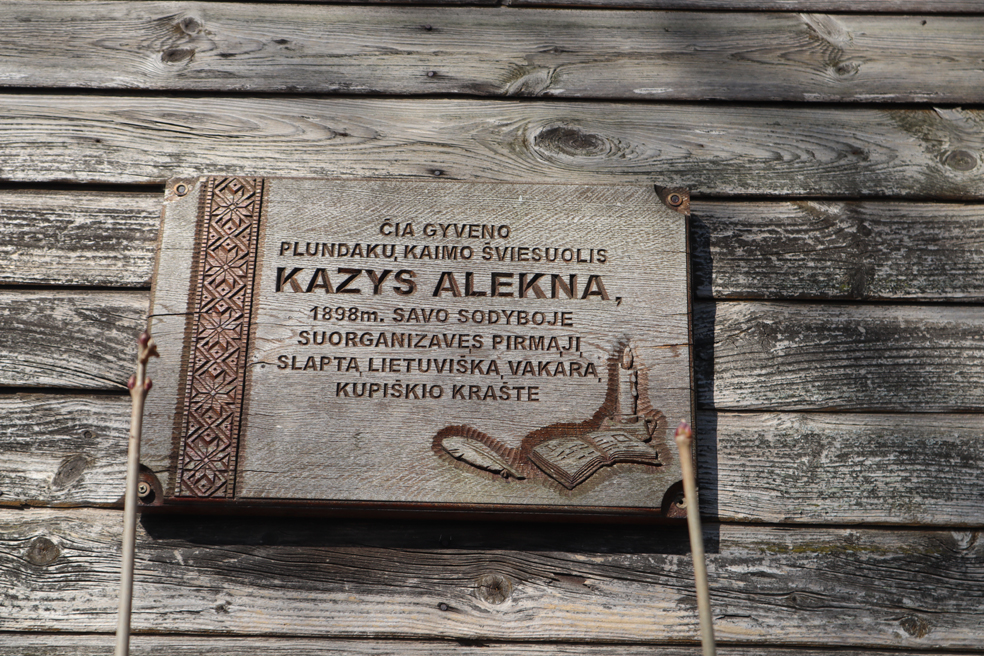 ČIA GYVENO
PLUNDAKŲ KAIMO ŠVIESUOLIS
KAZYS ALEKNA,
1898m. SAVO SODYBOJE
SUORGANIZAVĘS PIRMĄJĮ
SLAPTĄ LIETUVIŠKĄ VAKARĄ
KUPIŠKIO KRAŠTE